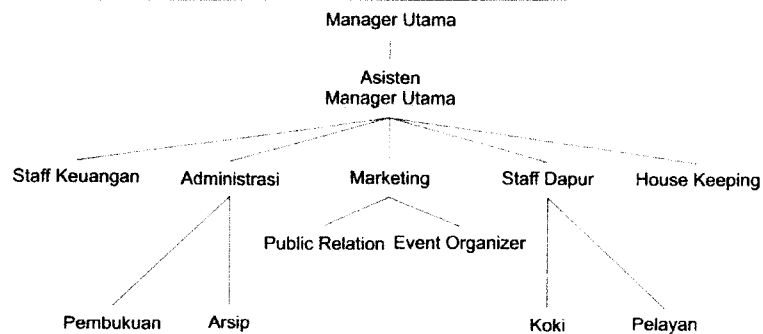 Manager Utama
Asisten
Manager Utama
Staff Keuangan
Administrasi
Marketing
Staff Dapur
House Keeping
Public Relation
Event Organizer
Pembukuan
Arsip
Koki
Pelayan